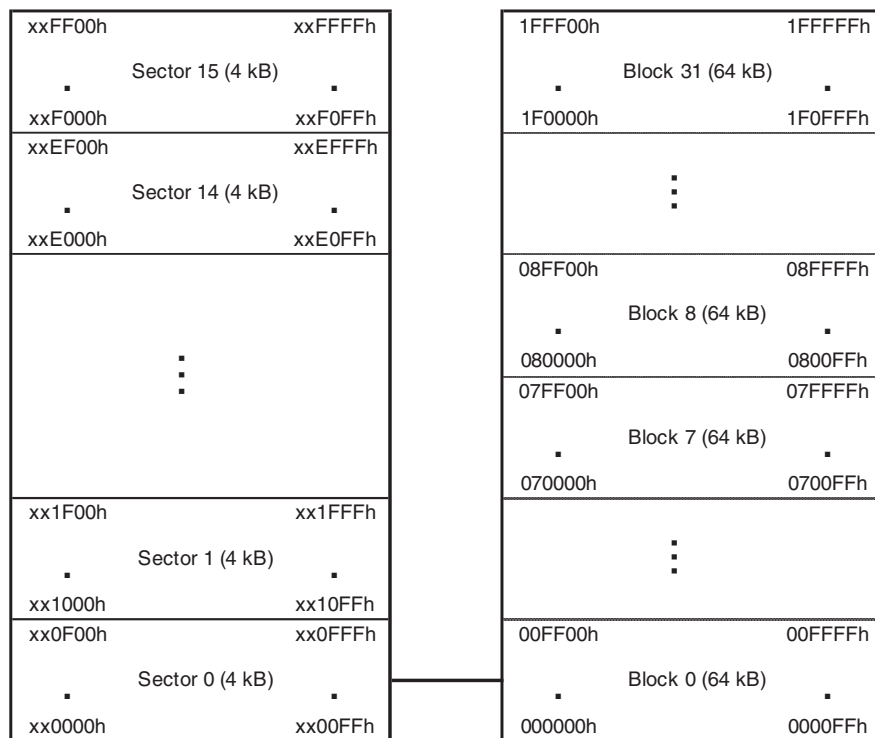 xxFF00h xxFFFFh
Sector 15 (4 kB)
xxF000h xxF0FFh
xxEF00h xxEFFFh
Sector 14 (4 kB)
xxE000h xxE0FFh
xx1F00h xx1FFFh
Sector 1 (4 kB)
xx1000h xx10FFh
xx0F00h xx0FFFh
Sector 0 (4 kB)
xx0000h xx00FFh
1FFF00h 1FFFFFh
Block 31 (64 kB)
1F0000h 1F0FFFh
08FF00h 08FFFFh
Block 8 (64 kB)
080000h 0800FFh
07FF00h 07FFFFh
Block 7 (64 kB)
070000h 0700FFh
00FF00h 00FFFFh
Block 0 (64 kB)
000000h 0000FFh